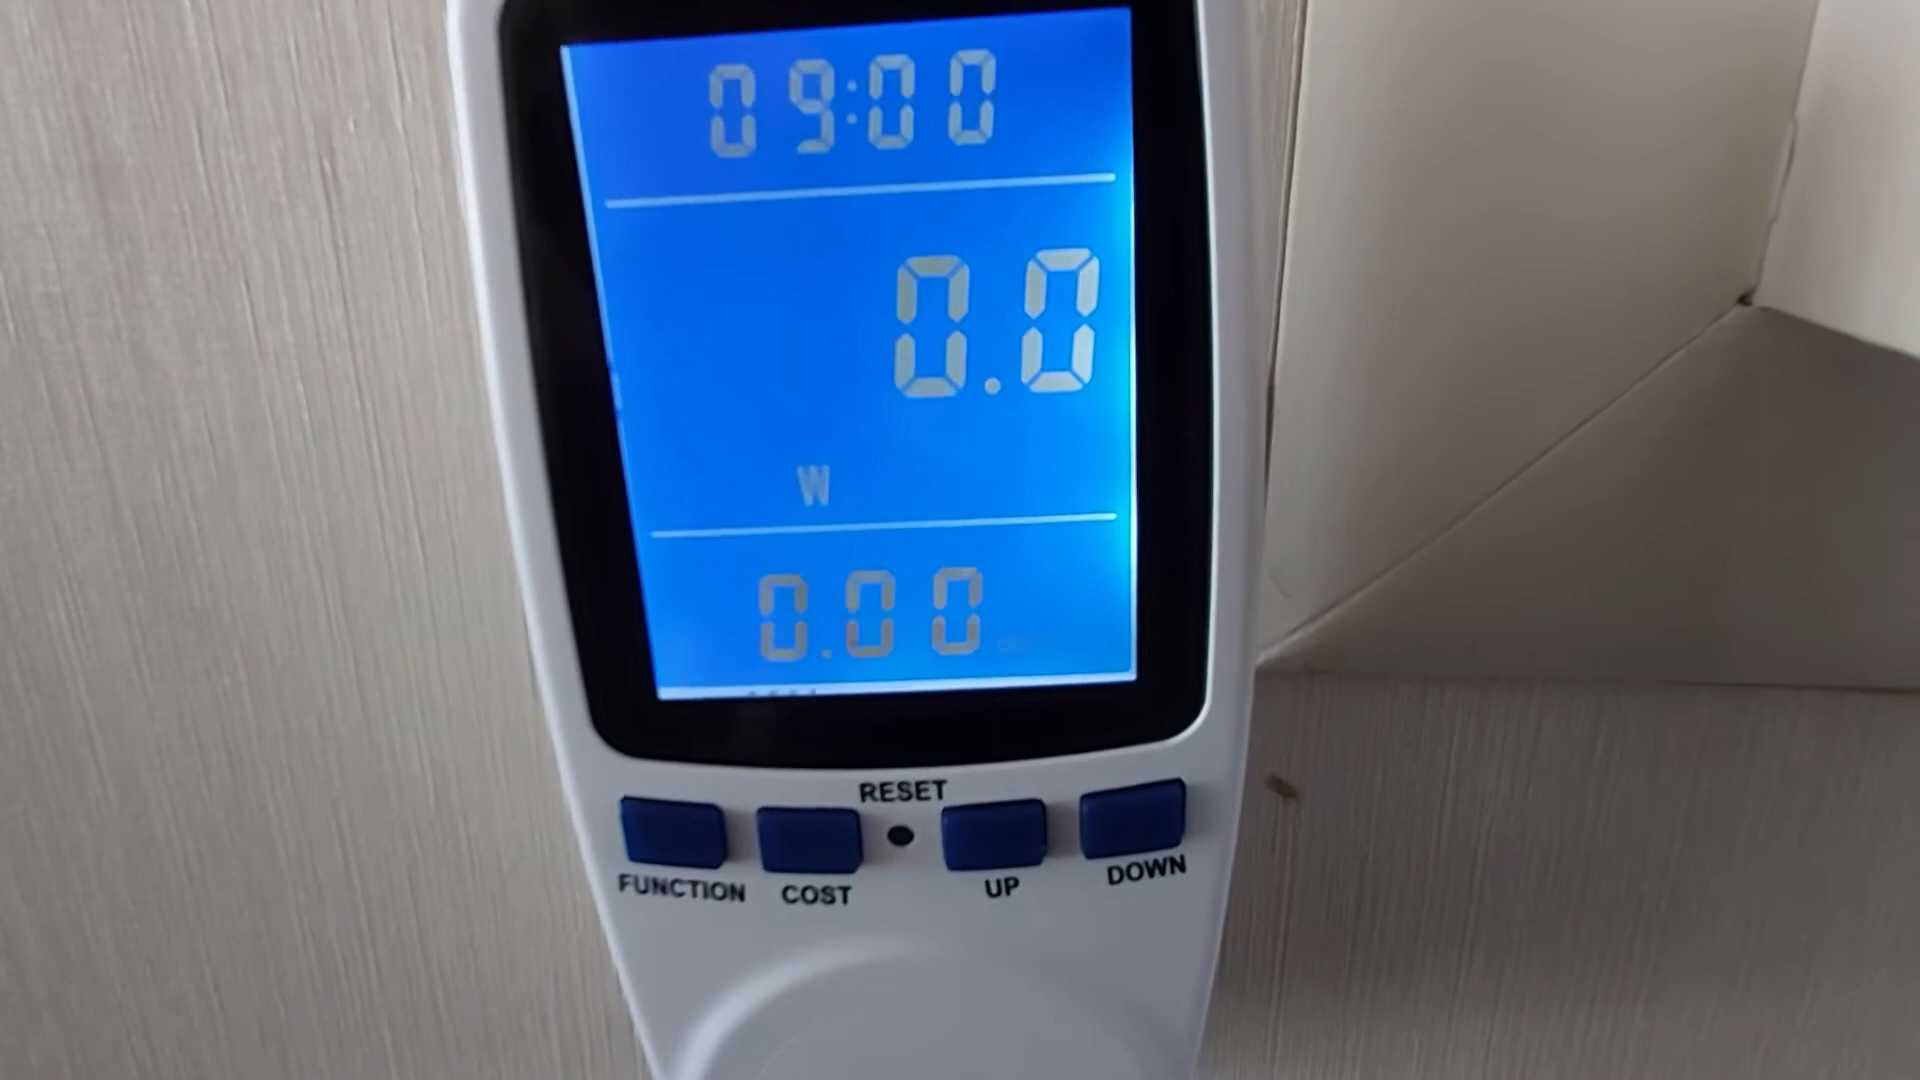 09:00
0.0
W
0.00
RESET
FUNCTION COST UP DOWN